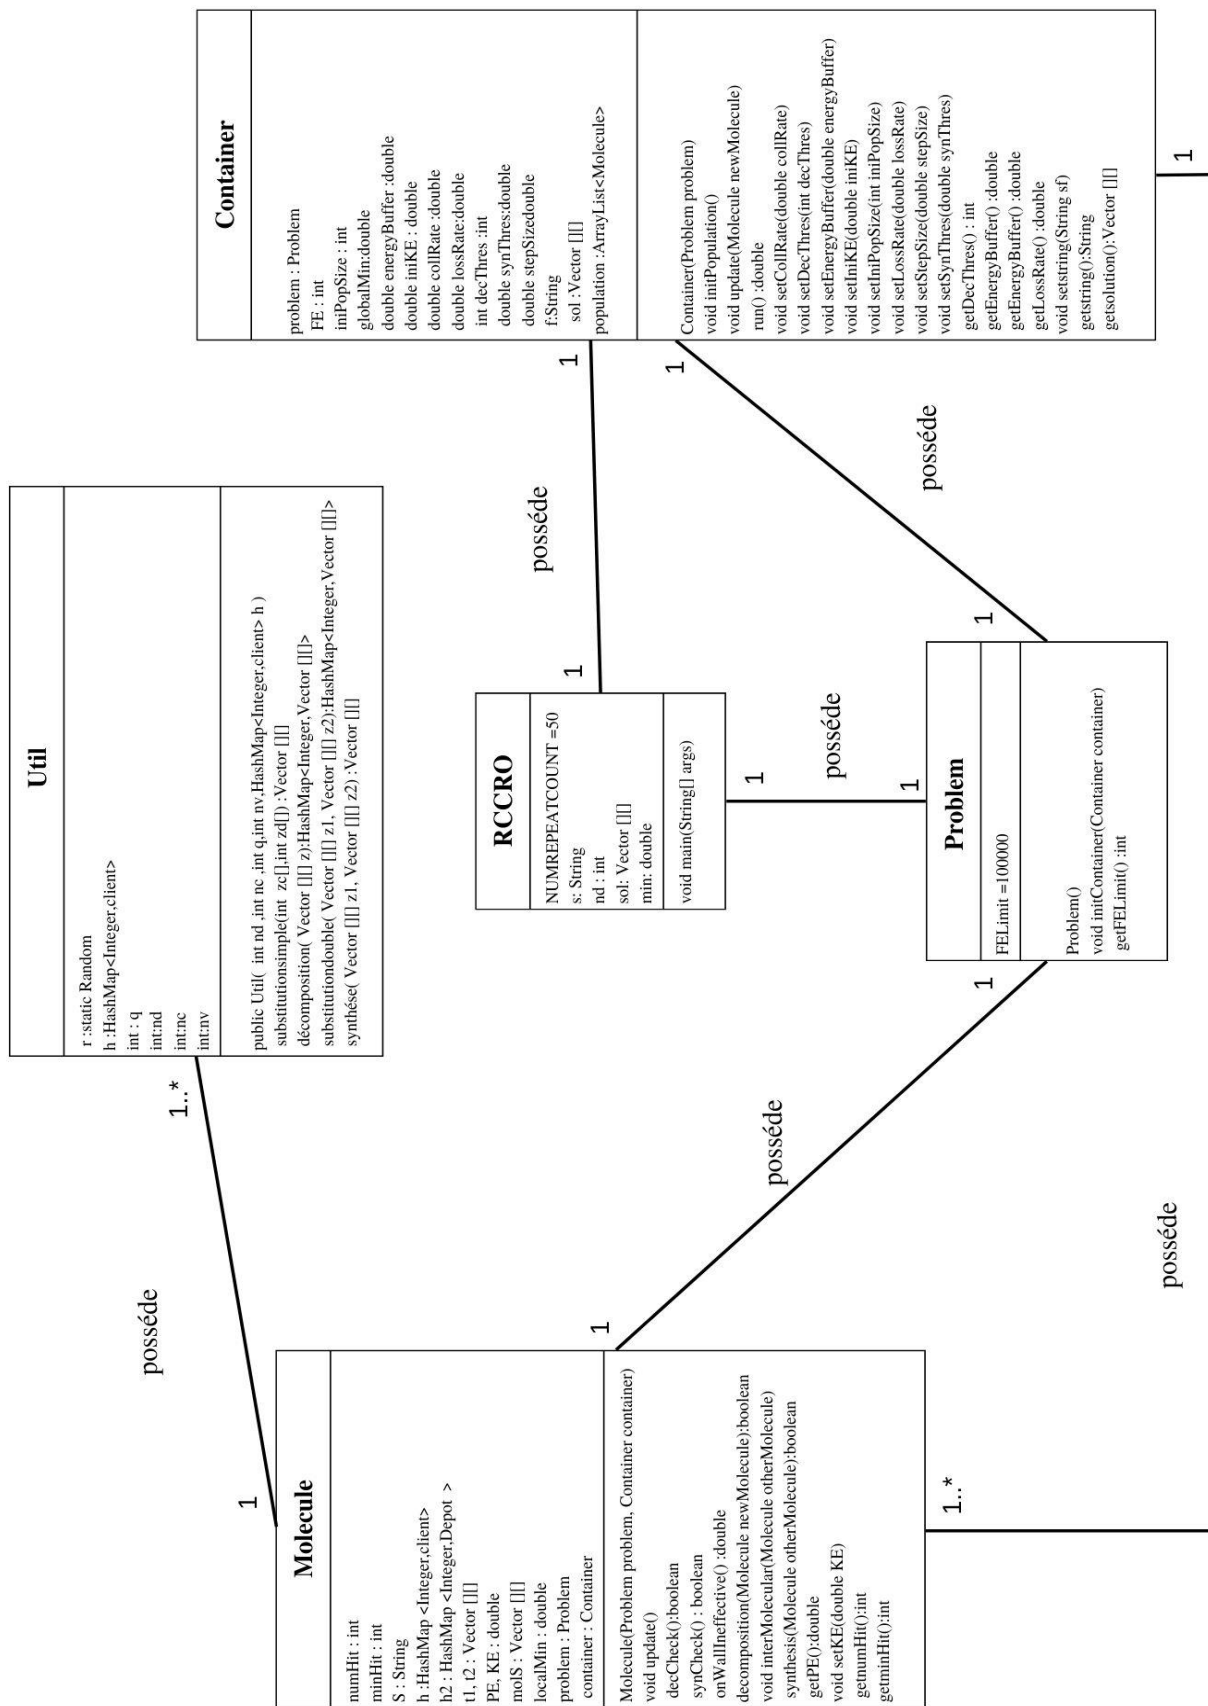 Util
r :static Random
h :HashMap<Integer,client>
int : q
int:nd
int:nc
int:nv
public Util( int nd ,int nc ,int q,int nv,HashMap<Integer,client> h )
substitutionsimple(int zc[],int zd[]) :Vector [][]
décomposition( Vector [][] z):HashMap<Integer,Vector [][]>
substitutiondouble( Vector [][] z1, Vector [][] z2):HashMap<Integer,Vector [][]>
synthése( Vector [][] z1, Vector [][] z2) :Vector [][]
1..*
posséde
1
Molecule
numHit : int
minHit : int
S : String
h :HashMap <Integer,client>
h2 : HashMap <Integer,Depot >
t1, t2 : Vector [][]
PE, KE : double
molS : Vector [][]
localMin : double
problem : Problem
container : Container
Molecule(Problem problem, Container container)
void update()
decCheck():boolean
synCheck() : boolean
onWallIneffective() :double
decomposition(Molecule newMolecule):boolean
void interMolecular(Molecule otherMolecule)
synthesis(Molecule otherMolecule):boolean
getPE():double
void setKE(double KE)
getnumHit():int
getminHit():int
1
posséde
1
1..*
posséde
1
RCCRO
NUMREPEATCOUNT =50
s: String
nd : int
sol: Vector [][]
min: double
void main(String[] args)
1
posséde
1
1
posséde
1
Problem
FELimit =100000
Problem()
void initContainer(Container container)
getFELimit() :int
1
posséde
1
Container
problem : Problem
FE : int
iniPopSize : int
globalMin:double
double energyBuffer :double
double iniKE : double
double collRate :double
double lossRate:double
int decThres :int
double synThres:double
double stepSizedouble
f:String
sol :Vector [][]
population :ArrayList<Molecule>
Container(Problem problem)
void initPopulation()
void update(Molecule newMolecule)
run() :double
void setCollRate(double collRate)
void setDecThres(int decThres)
void setEnergyBuffer(double energyBuffer)
void setIniKE(double iniKE)
void setIniPopSize(int iniPopSize)
void setLossRate(double lossRate)
void setStepSize(double stepSize)
void setSynThres(double synThres)
getDecThres() : int
getEnergyBuffer() :double
getEnergyBuffer() :double
getLossRate() :double
void setstring(String sf)
getstring():String
getsolution():Vector [][]